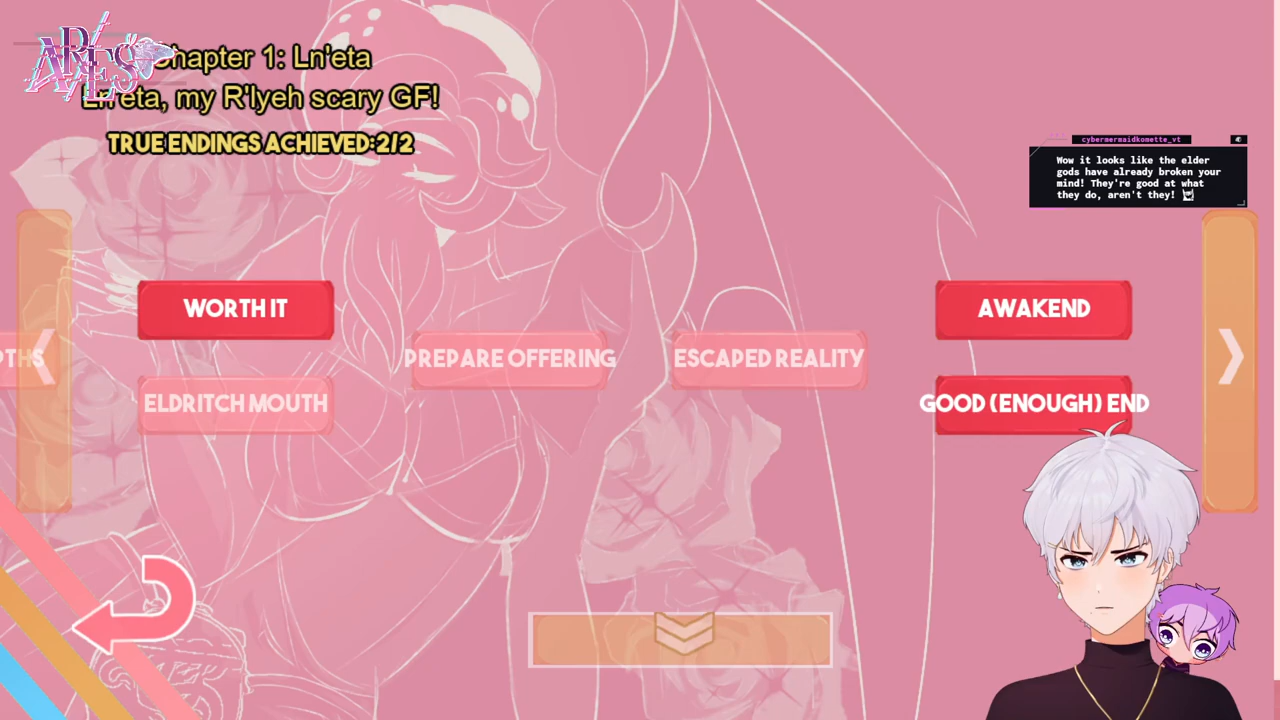 ARES
Chapter 1: Ln'eta
Ln'eta, my R'lyeh scary GF!
TRUE ENDINGS ACHIEVED:2/2
cybermermaidkomette_vt
Wow it looks like the elder
gods have already broken your
mind! They're good at what
they do, aren't they!
WORTH IT
AWAKEND
PTHS
PREPARE OFFERING
ESCAPED REALITY
ELDRITCH MOUTH
GOOD (ENOUGH) END